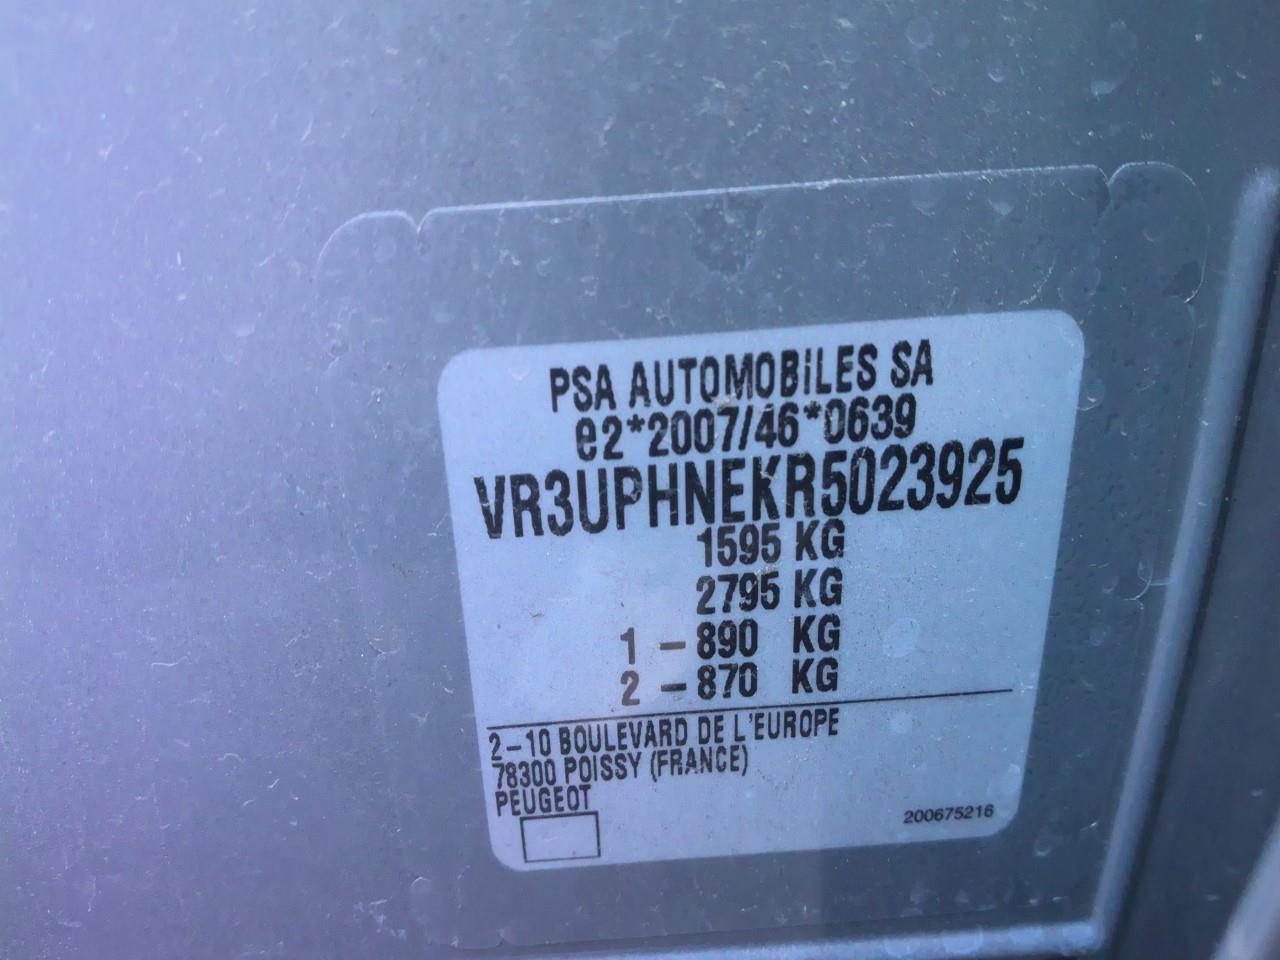 PSA AUTOMOBiLES SA
e2*2007/46*0639
VR3UPHNEKR5023925
1595 KG
2795 KG
1 - 890 KG
2 - 870 KG
2-10 BOULEVARD DE L'EUROPE
78300 POISSY (FRANCE)
PEUGEOT
200675216